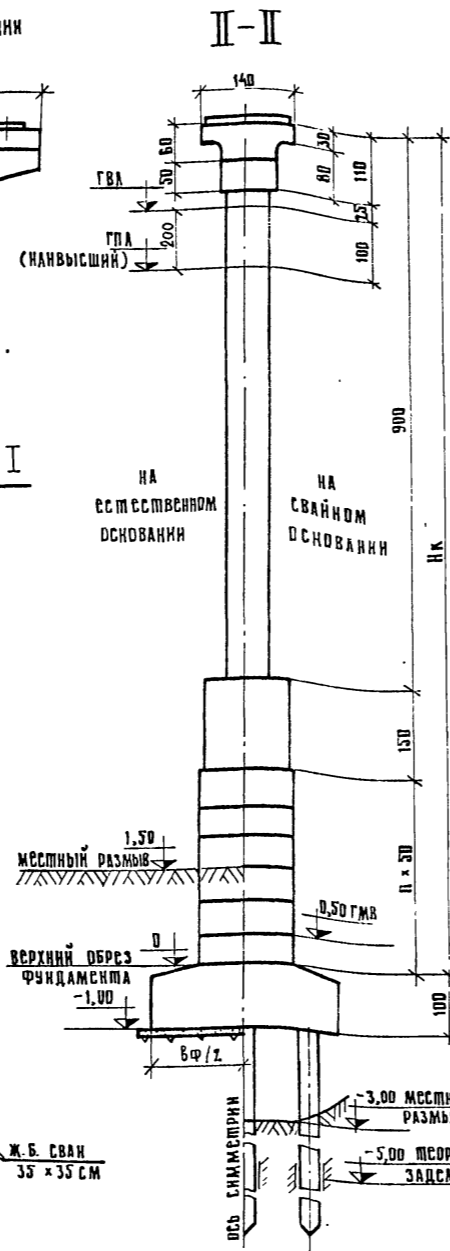 ЦИИ
II-II
140
60
50
30
80
110
25
100
ГВЛ
200
ГПЛ
(НАИВЫСШИЙ)
900
Нк
I
НА
ЕСТЕСТВЕННОМ
ОСНОВАНИИ
НА
СВАЙНОМ
ОСНОВАНИИ
150
n × 50
1,50
МЕСТНЫЙ РАЗМЫВ
0,50 ГМВ
0
ВЕРХНИЙ ОБРЕЗ
ФУНДАМЕНТА
-1,00
100
вф/2
ОСЬ СИММЕТРИИ
-3,00 МЕСТН
РАЗМЫ
-5,00 ТЕОР
ЗАДЕЛ
Ж.Б. СВАИ
35 × 35 СМ